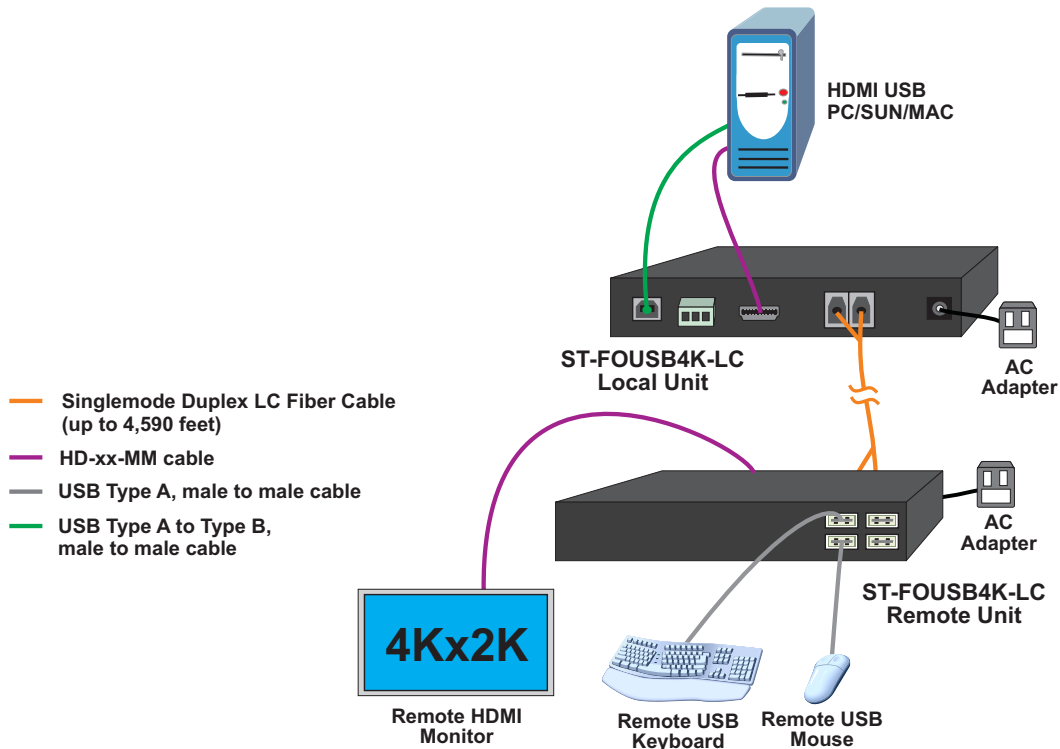 HDMI USB
PC/SUN/MAC
ST-FOUSB4K-LC
Local Unit
AC
Adapter
Singlemode Duplex LC Fiber Cable
(up to 4,590 feet)
HD-xx-MM cable
USB Type A, male to male cable
USB Type A to Type B,
male to male cable
AC
Adapter
ST-FOUSB4K-LC
Remote Unit
4Kx2K
Remote HDMI
Monitor
Remote USB
Keyboard
Remote USB
Mouse